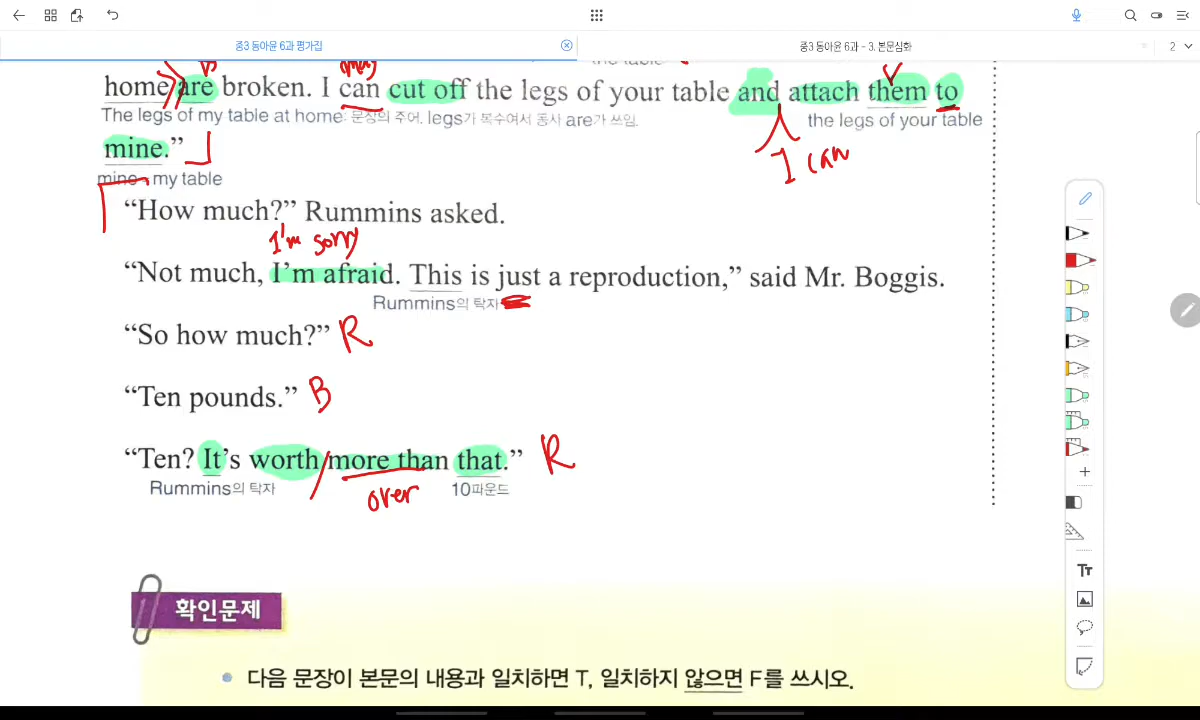 중3 동아윤 6과 평가집
중3 동아윤 6과 - 3. 본문심화
2
home are broken. I can cut off the legs of your table and attach them to
The legs of my table at home: 문장의 주어, legs가 복수여서 동사 are가 쓰임.
the legs of your table
mine.”
I can
mine - my table
“How much?” Rummins asked.
I'm sorry
“Not much, I’m afraid. This is just a reproduction,” said Mr. Boggis.
Rummins의 탁자
“So how much?” R
“Ten pounds.” B
“Ten? It’s worth / more than that.” R
Rummins의 탁자
over
10파운드
확인문제
다음 문장이 본문의 내용과 일치하면 T, 일치하지 않으면 F를 쓰시오.
Tт